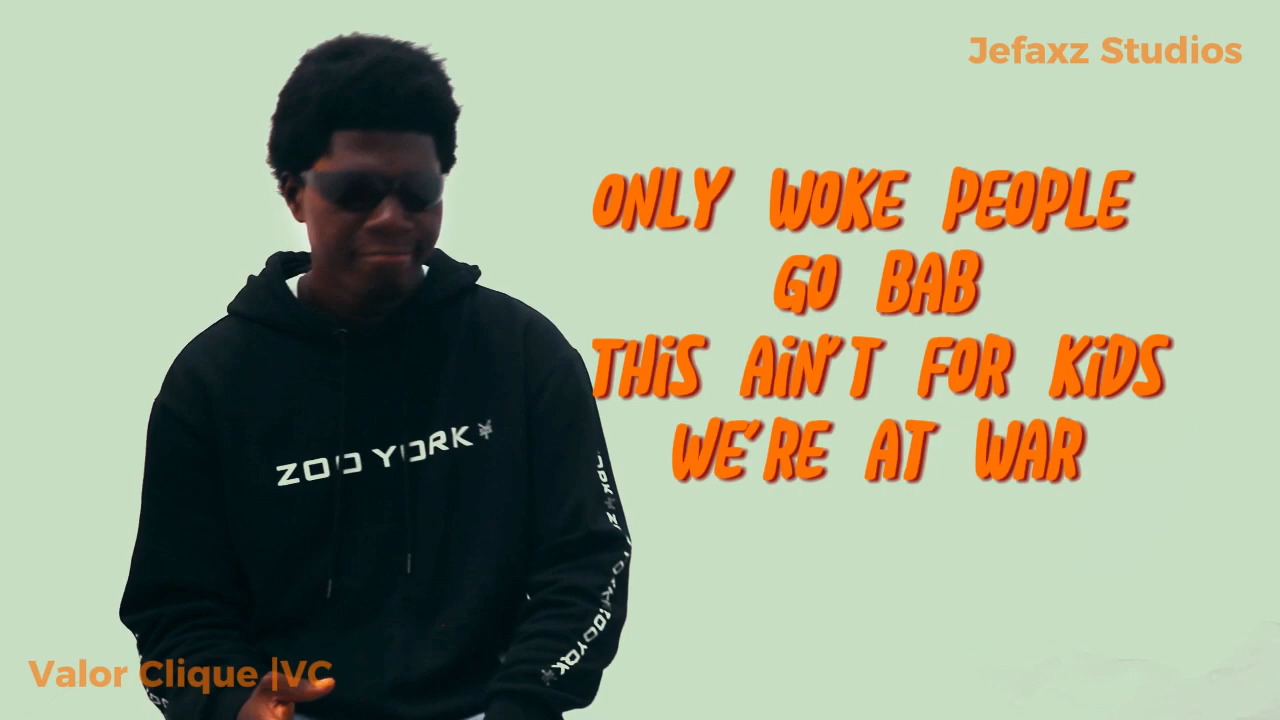 Jefaxz Studios
ONLY WOKE PEOPLE
GO BAB
THiS AiN'T FOR KiDS
WE'RE AT WAR
ZOO YORK
Valor Clique |VC